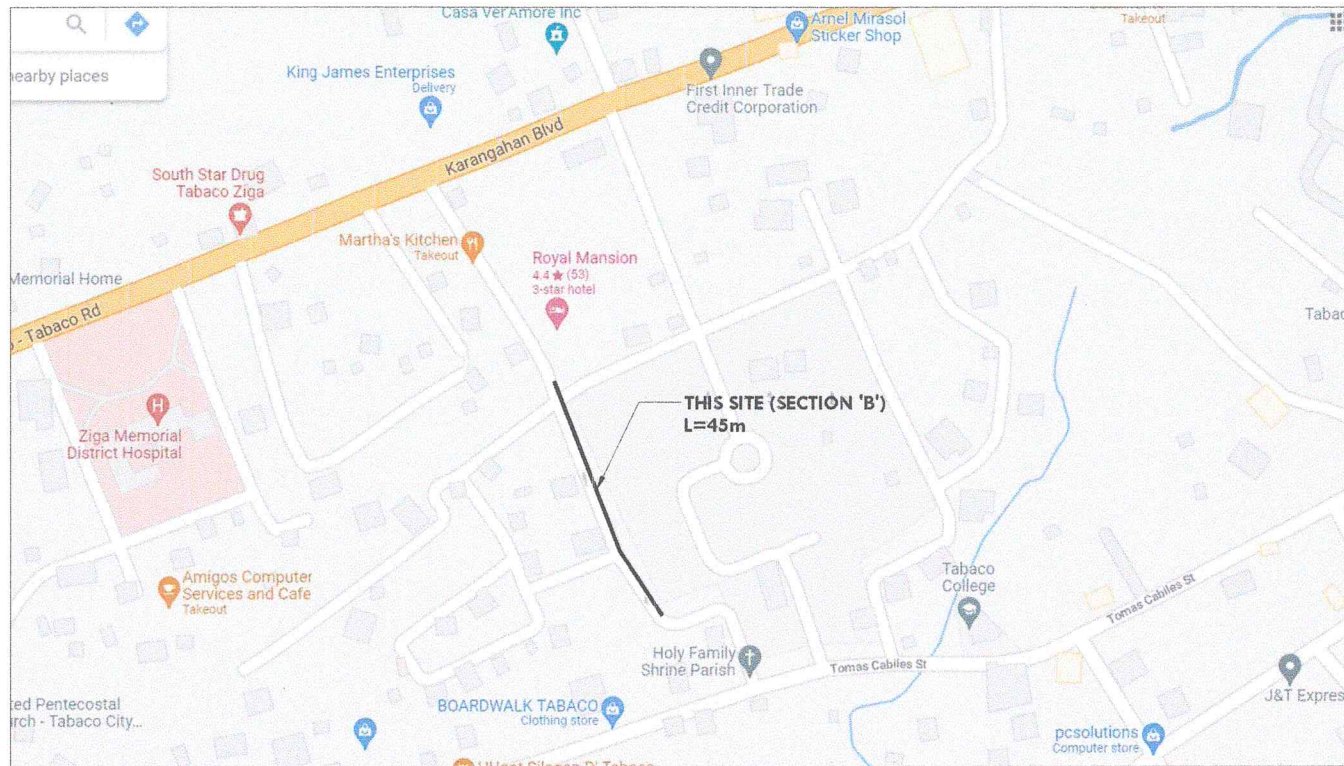 Casa Ver'Amore Inc
Arnel Mirasol
Sticker Shop
Takeout
nearby places
King James Enterprises
Delivery
First Inner Trade
Credit Corporation
Karangahan Blvd
South Star Drug
Tabaco Ziga
Martha's Kitchen
Takeout
Royal Mansion
4.4 ★ (53)
3-star hotel
Memorial Home
- Tabaco Rd
Tabac
THIS SITE (SECTION 'B')
L=45m
H
Ziga Memorial
District Hospital
Amigos Computer
Services and Cafe
Takeout
Tabaco
College
Tomas Cabiles St
Holy Family
Shrine Parish
Tomas Cabiles St
J&T Expres
ted Pentecostal
urch - Tabaco City...
BOARDWALK TABACO
Clothing store
pcsolutions
Computer store